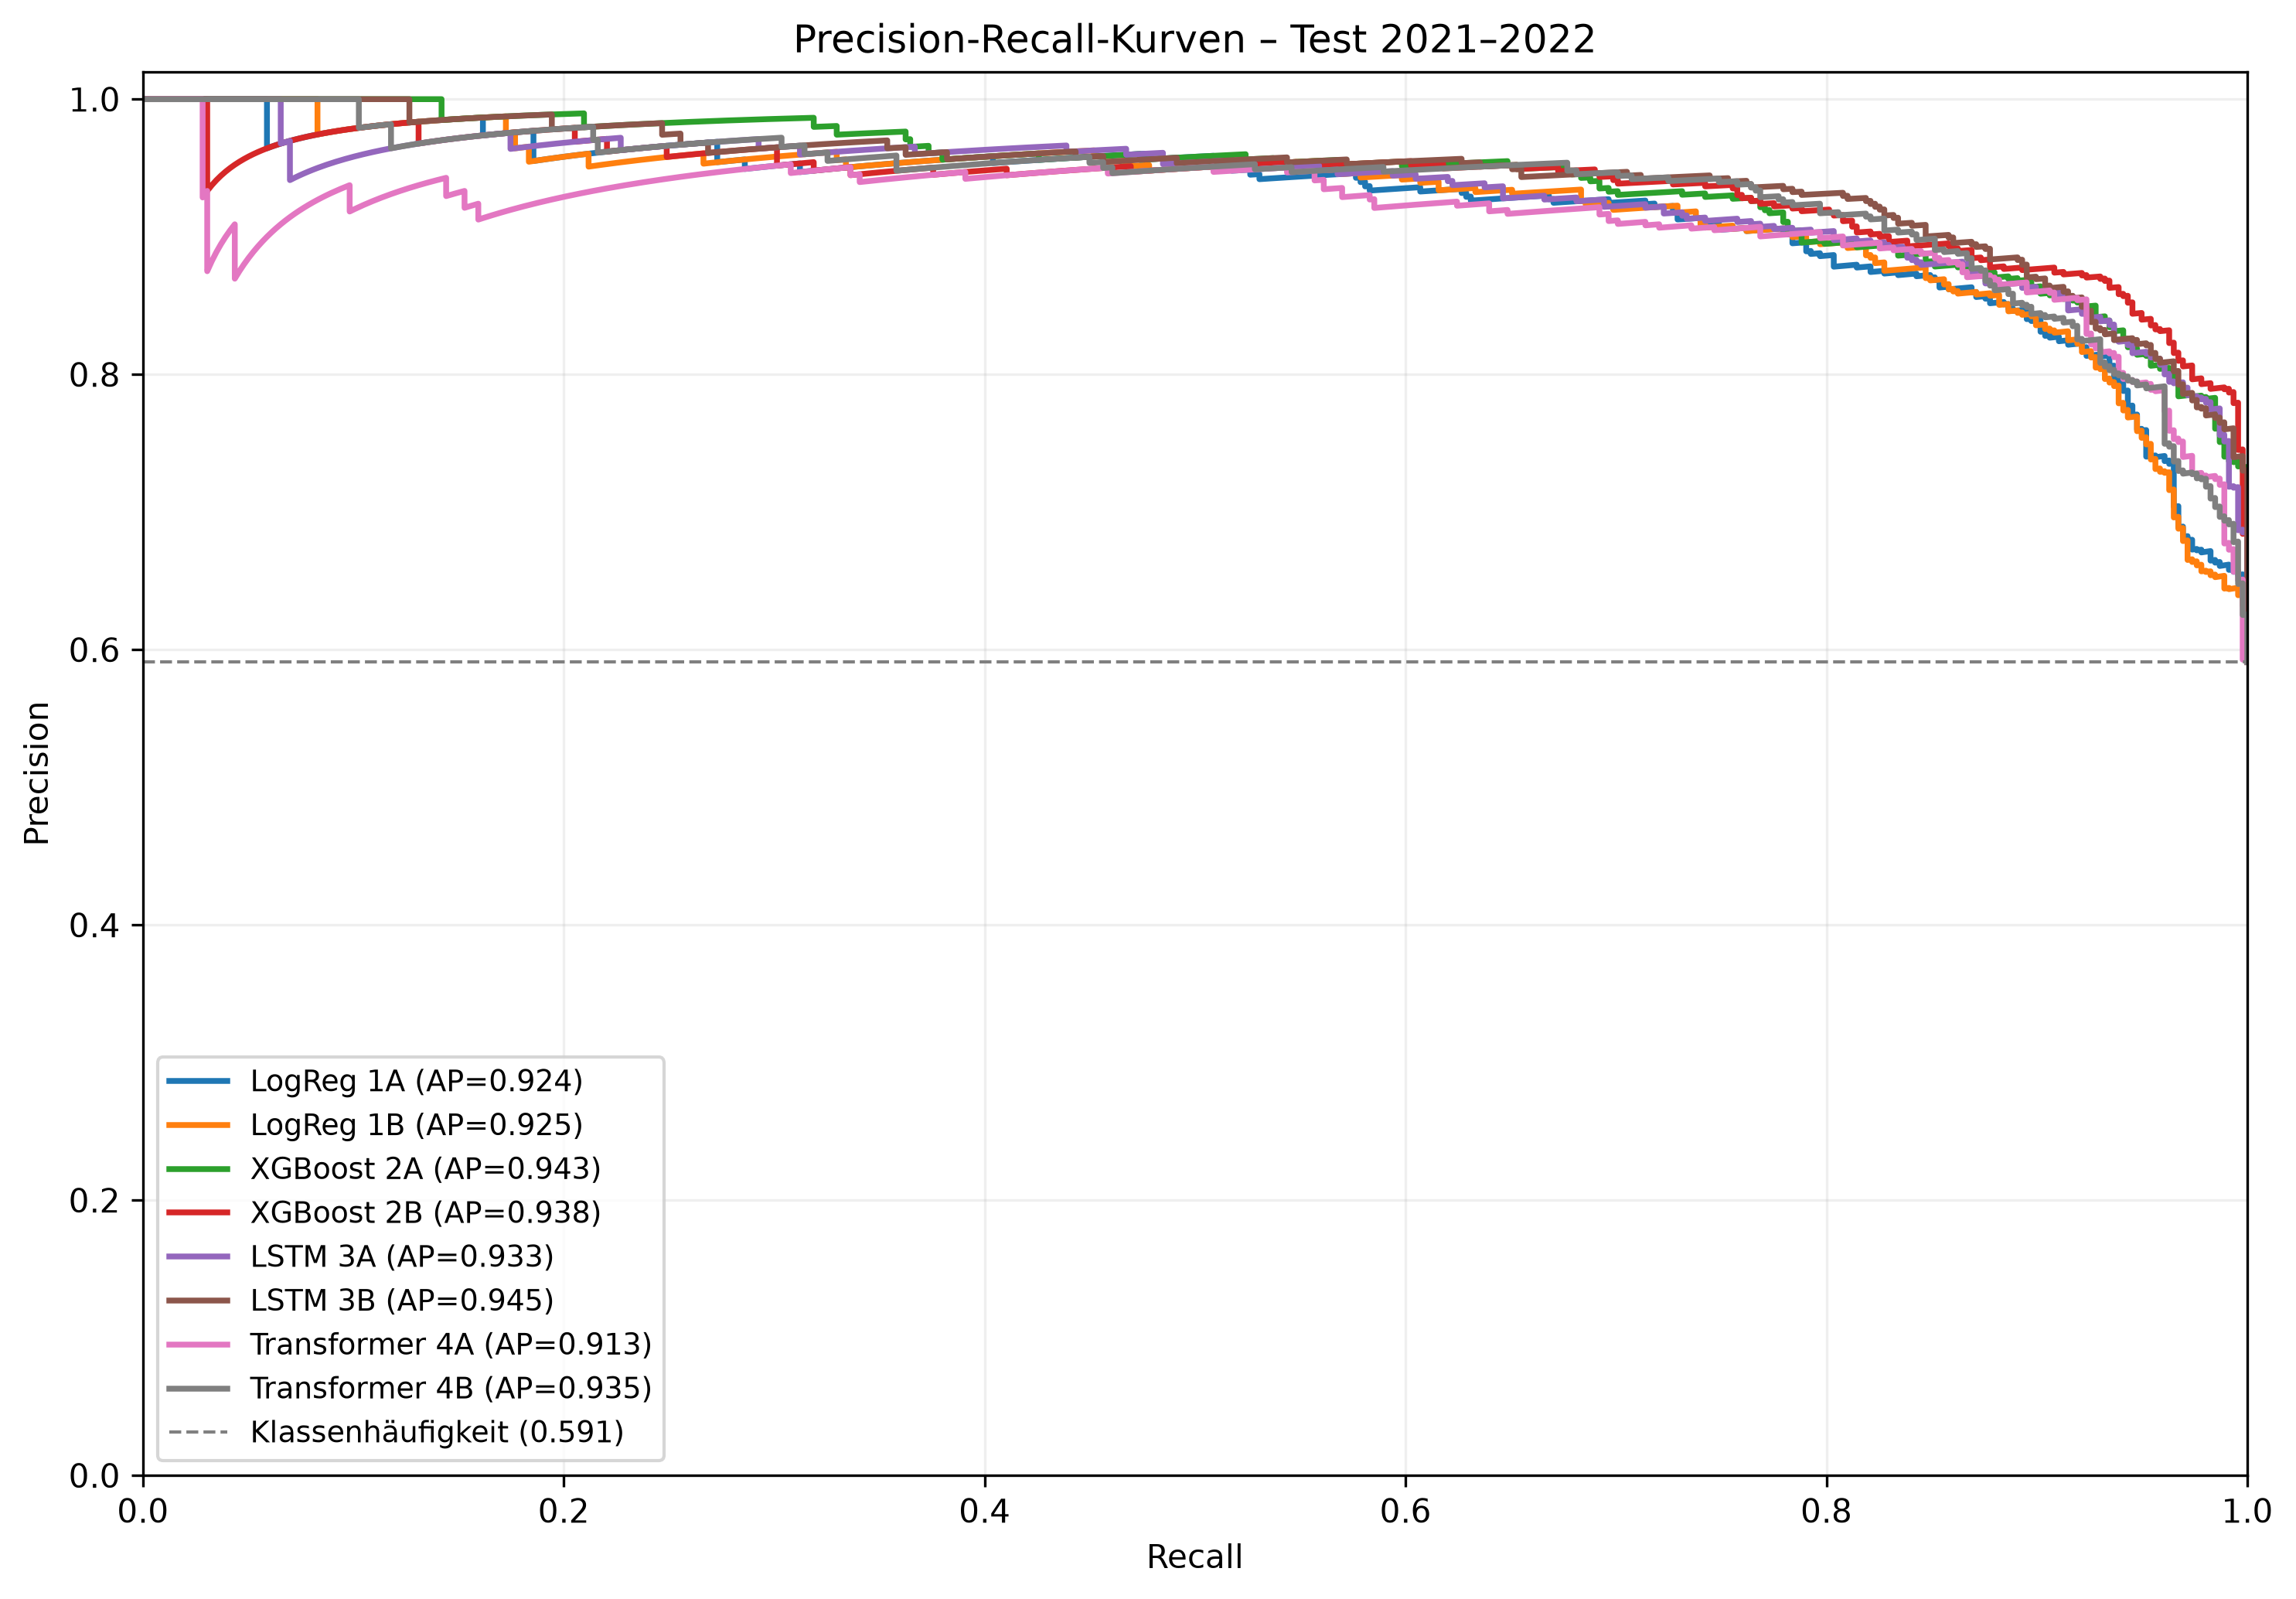 Precision-Recall-Kurven – Test 2021–2022
1.0
0.8
0.6
0.4
0.2
0.0
Precision
LogReg 1A (AP=0.924)
LogReg 1B (AP=0.925)
XGBoost 2A (AP=0.943)
XGBoost 2B (AP=0.938)
LSTM 3A (AP=0.933)
LSTM 3B (AP=0.945)
Transformer 4A (AP=0.913)
Transformer 4B (AP=0.935)
Klassenhäufigkeit (0.591)
0.0 0.2 0.4 0.6 0.8 1.0
Recall